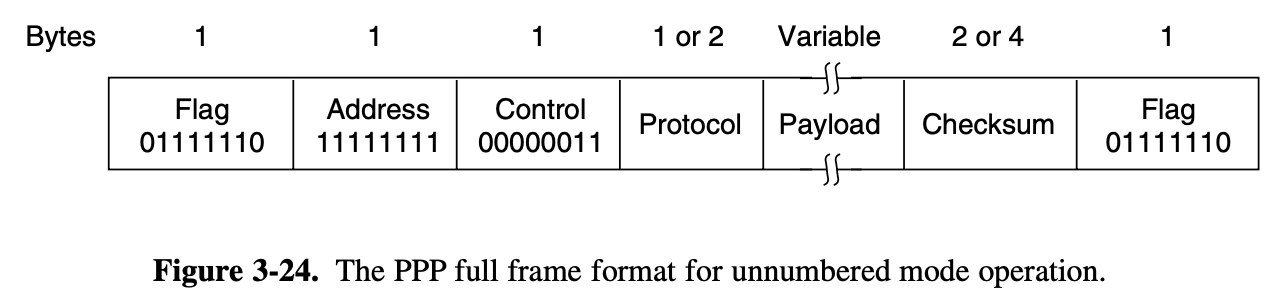 Bytes 1 1 1 1 or 2 Variable 2 or 4 1
Flag Address Control Protocol Payload Checksum Flag
01111110 11111111 00000011 01111110
Figure 3-24. The PPP full frame format for unnumbered mode operation.